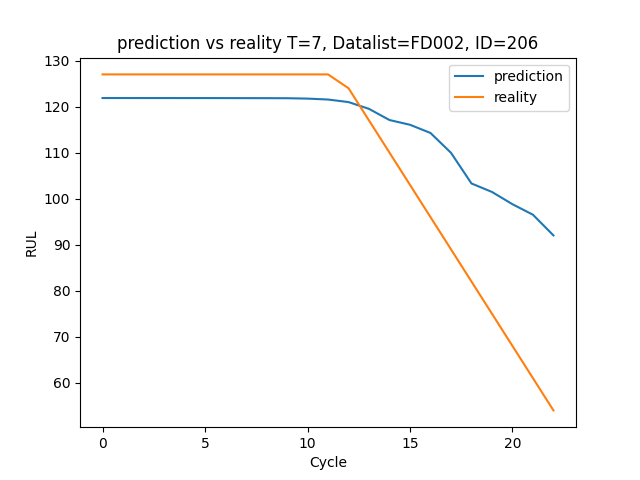 prediction vs reality T=7, Datalist=FD002, ID=206
prediction
reality
130
120
110
100
90
80
70
60
RUL
0 5 10 15 20
Cycle